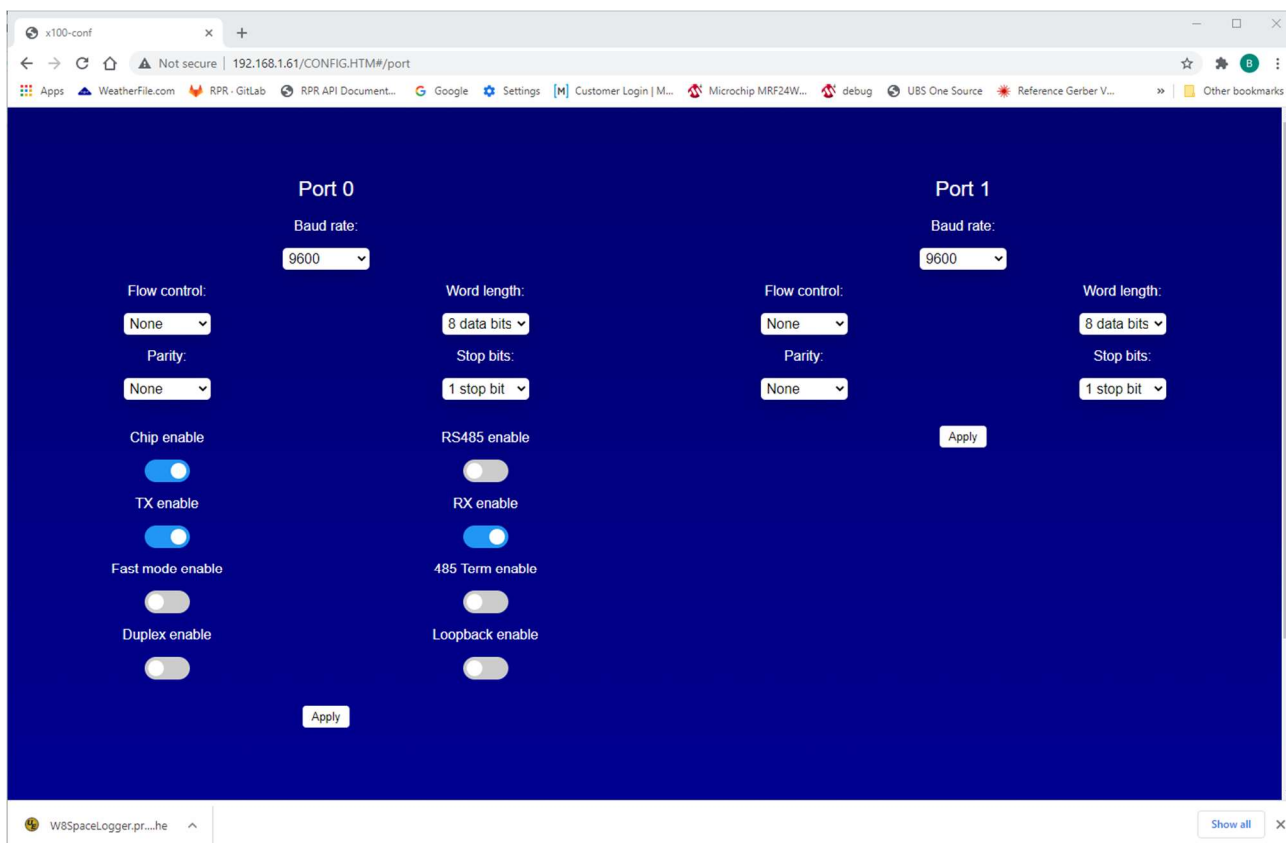 x100-conf
Not secure | 192.168.1.61/CONFIG.HTM#/port
B
Apps WeatherFile.com RPR · GitLab RPR API Document... Google Settings [M] Customer Login | M... Microchip MRF24W... debug UBS One Source Reference Gerber V... » Other bookmarks
Port 0
Baud rate:
9600
Flow control: Word length:
None 8 data bits
Parity: Stop bits:
None 1 stop bit
Chip enable RS485 enable
TX enable RX enable
Fast mode enable 485 Term enable
Duplex enable Loopback enable
Apply
Port 1
Baud rate:
9600
Flow control: Word length:
None 8 data bits
Parity: Stop bits:
None 1 stop bit
Apply
W8SpaceLogger.pr....he
Show all